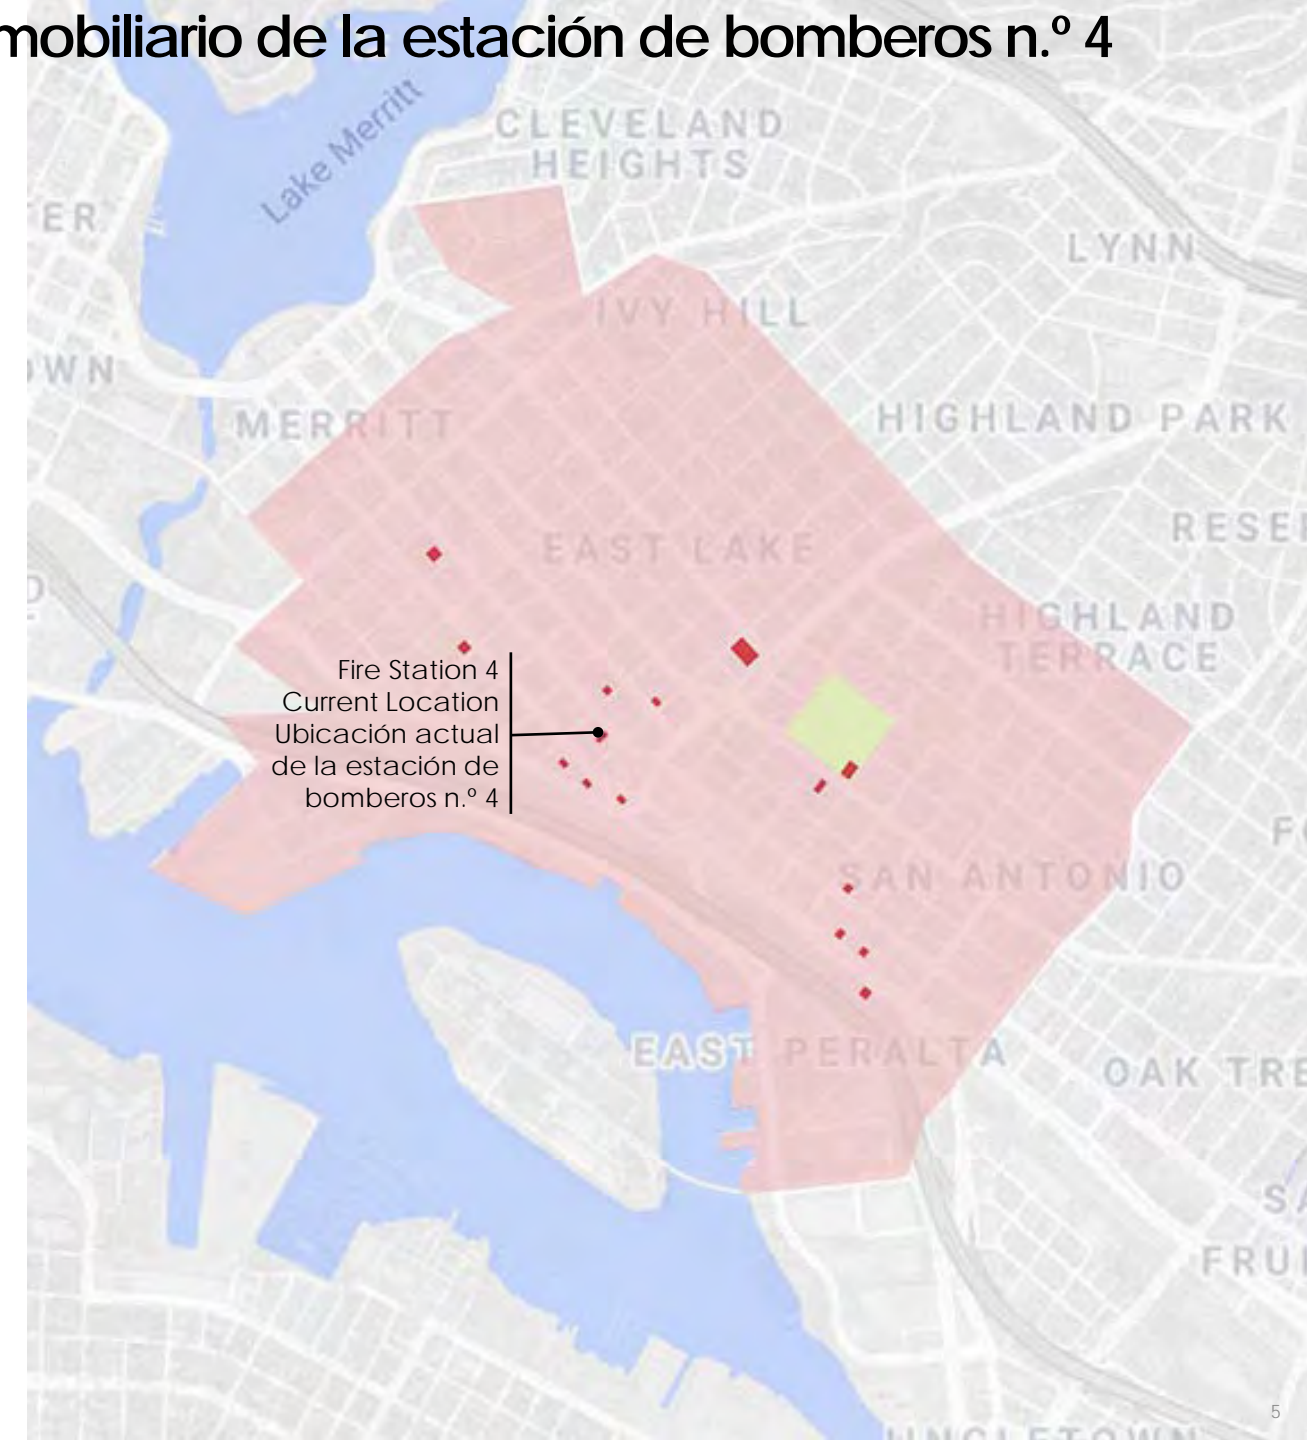 mobiliario de la estación de bomberos n.º 4
Lake Merritt
CLEVELAND
HEIGHTS
LYNN
IVY HILL
MERRITT
HIGHLAND PARK
EAST LAKE
HIGHLAND
TERRACE
Fire Station 4
Current Location
Ubicación actual
de la estación de
bomberos n.º 4
SAN ANTONIO
EAST PERALTA
OAK TRE
FRUI
5